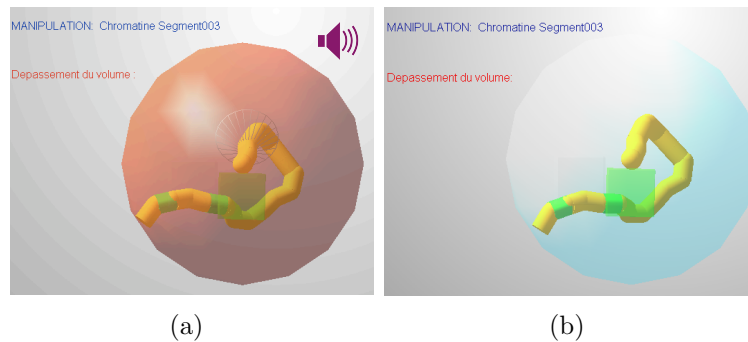 MANIPULATION: Chromatine Segment003
Depassement du volume :
MANIPULATION: Chromatine Segment003
Depassement du volume:
(a)
(b)